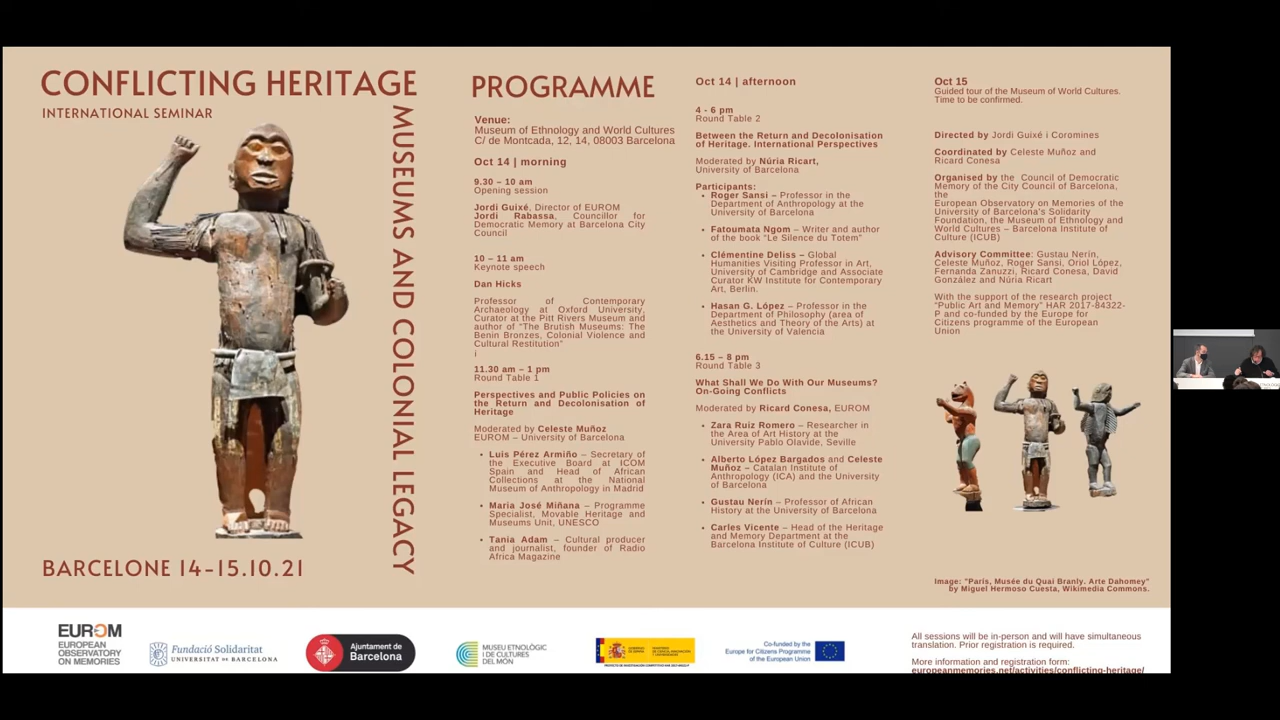 CONFLICTING HERITAGE
INTERNATIONAL SEMINAR
MUSEUMS AND COLONIAL LEGACY
BARCELONE 14-15.10.21
PROGRAMME
Venue:
Museum of Ethnology and World Cultures
C/ de Montcada, 12, 14, 08003 Barcelona
Oct 14 | morning
9.30 – 10 am
Opening session
Jordi Guixé, Director of EUROM
Jordi Rabassa, Councillor for
Democratic Memory at Barcelona City
Council
10 – 11 am
Keynote speech
Dan Hicks
Professor of Contemporary
Archaeology at Oxford University,
Curator at the Pitt Rivers Museum and
author of “The Brutish Museums: The
Benin Bronzes, Colonial Violence and
Cultural Restitution”
i
11.30 am – 1 pm
Round Table 1
Perspectives and Public Policies on
the Return and Decolonisation of
Heritage
Moderated by Celeste Muñoz
EUROM – University of Barcelona
• Luis Pérez Armiño – Secretary of
the Executive Board at ICOM
Spain and Head of African
Collections at the National
Museum of Anthropology in Madrid
• Maria José Miñana – Programme
Specialist, Movable Heritage and
Museums Unit, UNESCO
• Tania Adam – Cultural producer
and journalist, founder of Radio
Africa Magazine
Oct 14 | afternoon
4 - 6 pm
Round Table 2
Between the Return and Decolonisation
of Heritage. International Perspectives
Moderated by Núria Ricart,
University of Barcelona
Participants:
• Roger Sansi – Professor in the
Department of Anthropology at the
University of Barcelona
• Fatoumata Ngom – Writer and author
of the book “Le Silence du Totem”
• Clémentine Deliss – Global
Humanities Visiting Professor in Art,
University of Cambridge and Associate
Curator KW Institute for Contemporary
Art, Berlin.
• Hasan G. López – Professor in the
Department of Philosophy (area of
Aesthetics and Theory of the Arts) at
the University of Valencia
6.15 – 8 pm
Round Table 3
What Shall We Do With Our Museums?
On-Going Conflicts
Moderated by Ricard Conesa, EUROM
• Zara Ruiz Romero – Researcher in
the Area of Art History at the
University Pablo Olavide, Seville
• Alberto López Bargados and Celeste
Muñoz – Catalan Institute of
Anthropology (ICA) and the University
of Barcelona
• Gustau Nerín – Professor of African
History at the University of Barcelona
• Carles Vicente – Head of the Heritage
and Memory Department at the
Barcelona Institute of Culture (ICUB)
Oct 15
Guided tour of the Museum of World Cultures.
Time to be confirmed.
Directed by Jordi Guixé i Coromines
Coordinated by Celeste Muñoz and
Ricard Conesa
Organised by the Council of Democratic
Memory of the City Council of Barcelona,
the
European Observatory on Memories of the
University of Barcelona's Solidarity
Foundation, the Museum of Ethnology and
World Cultures – Barcelona Institute of
Culture (ICUB)
Advisory Committee: Gustau Nerín,
Celeste Muñoz, Roger Sansi, Oriol López,
Fernanda Zanuzzi, Ricard Conesa, David
González and Núria Ricart
With the support of the research project
“Public Art and Memory” HAR 2017-84322-
P and co-funded by the Europe for
Citizens programme of the European
Union
Image: "París, Musée du Quai Branly. Arte Dahomey"
by Miguel Hermoso Cuesta, Wikimedia Commons.
EUROM
EUROPEAN
OBSERVATORY
ON MEMORIES
Fundació Solidaritat
UNIVERSITAT DE BARCELONA
Ajuntament de
Barcelona
MUSEU ETNOLÒGIC
I DE CULTURES
DEL MÓN
Co-funded by the
Europe for Citizens Programme
of the European Union
All sessions will be in-person and will have simultaneous
translation. Prior registration is required.
More information and registration form:
europeanmemories.net/activities/conflicting-heritage/